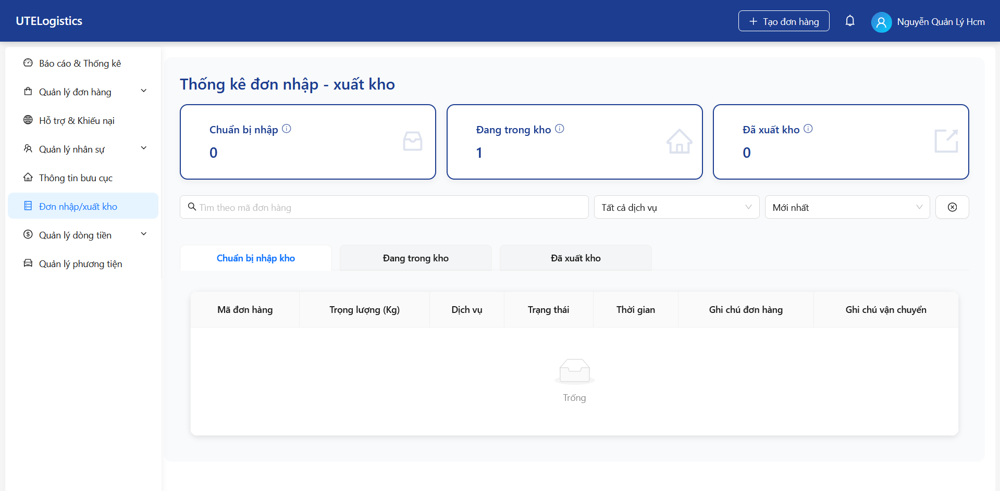 UTELogistics
Tạo đơn hàng
Nguyễn Quản Lý Hcm
Báo cáo & Thống kê
Quản lý đơn hàng
Hỗ trợ & Khiếu nại
Quản lý nhân sự
Thông tin bưu cục
Đơn nhập/xuất kho
Quản lý dòng tiền
Quản lý phương tiện
Thống kê đơn nhập - xuất kho
Chuẩn bị nhập
0
Đang trong kho
1
Đã xuất kho
0
Tìm theo mã đơn hàng
Tất cả dịch vụ
Mới nhất
Chuẩn bị nhập kho
Đang trong kho
Đã xuất kho
Mã đơn hàng
Trọng lượng (Kg)
Dịch vụ
Trạng thái
Thời gian
Ghi chú đơn hàng
Ghi chú vận chuyển
Trống